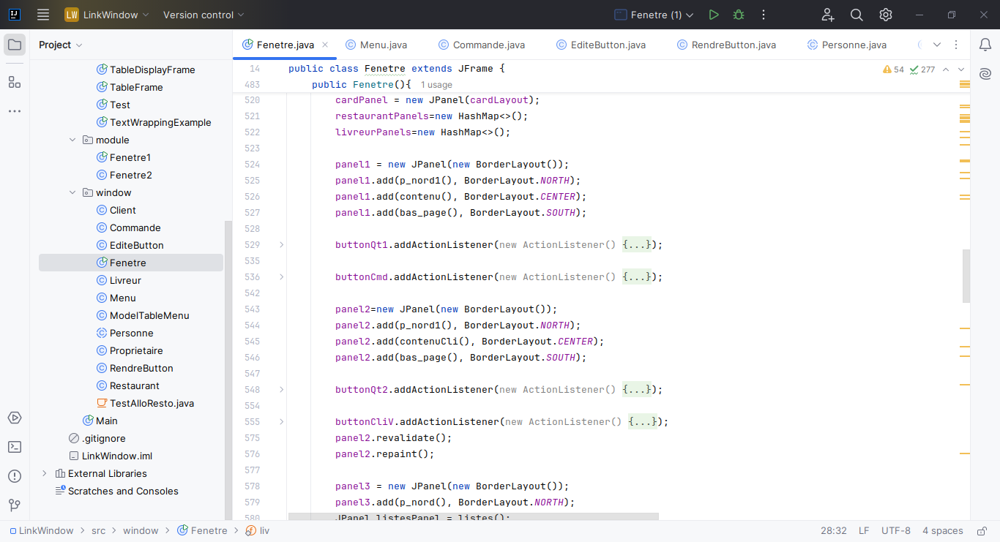 LW LinkWindow Version control Fenetre (1)
Project
Fenetre.java Menu.java Commande.java EditeButton.java RendreButton.java Personne.java
TableDisplayFrame
TableFrame
Test
TextWrappingExample
module
Fenetre1
Fenetre2
window
Client
Commande
EditeButton
Fenetre
Livreur
Menu
ModelTableMenu
Personne
Proprietaire
RendreButton
Restaurant
TestAlloResto.java
Main
.gitignore
LinkWindow.iml
External Libraries
Scratches and Consoles
14 public class Fenetre extends JFrame { 54 277
483 public Fenetre(){ 1 usage
520 cardPanel = new JPanel(cardLayout);
521 restaurantPanels=new HashMap<>();
522 livreurPanels=new HashMap<>();
523
524 panel1 = new JPanel(new BorderLayout());
525 panel1.add(p_nord1(), BorderLayout.NORTH);
526 panel1.add(contenu(), BorderLayout.CENTER);
527 panel1.add(bas_page(), BorderLayout.SOUTH);
528
529 buttonQt1.addActionListener(new ActionListener() {...});
535
536 buttonCmd.addActionListener(new ActionListener() {...});
542
543 panel2=new JPanel(new BorderLayout());
544 panel2.add(p_nord1(), BorderLayout.NORTH);
545 panel2.add(contenuCli(), BorderLayout.CENTER);
546 panel2.add(bas_page(), BorderLayout.SOUTH);
547
548 buttonQt2.addActionListener(new ActionListener() {...});
554
555 buttonCliV.addActionListener(new ActionListener() {...});
575 panel2.revalidate();
576 panel2.repaint();
577
578 panel3 = new JPanel(new BorderLayout());
579 panel3.add(p_nord(), BorderLayout.NORTH);
580 JPanel listesPanel = listes();
LinkWindow > src > window > Fenetre > liv 28:32 LF UTF-8 4 spaces